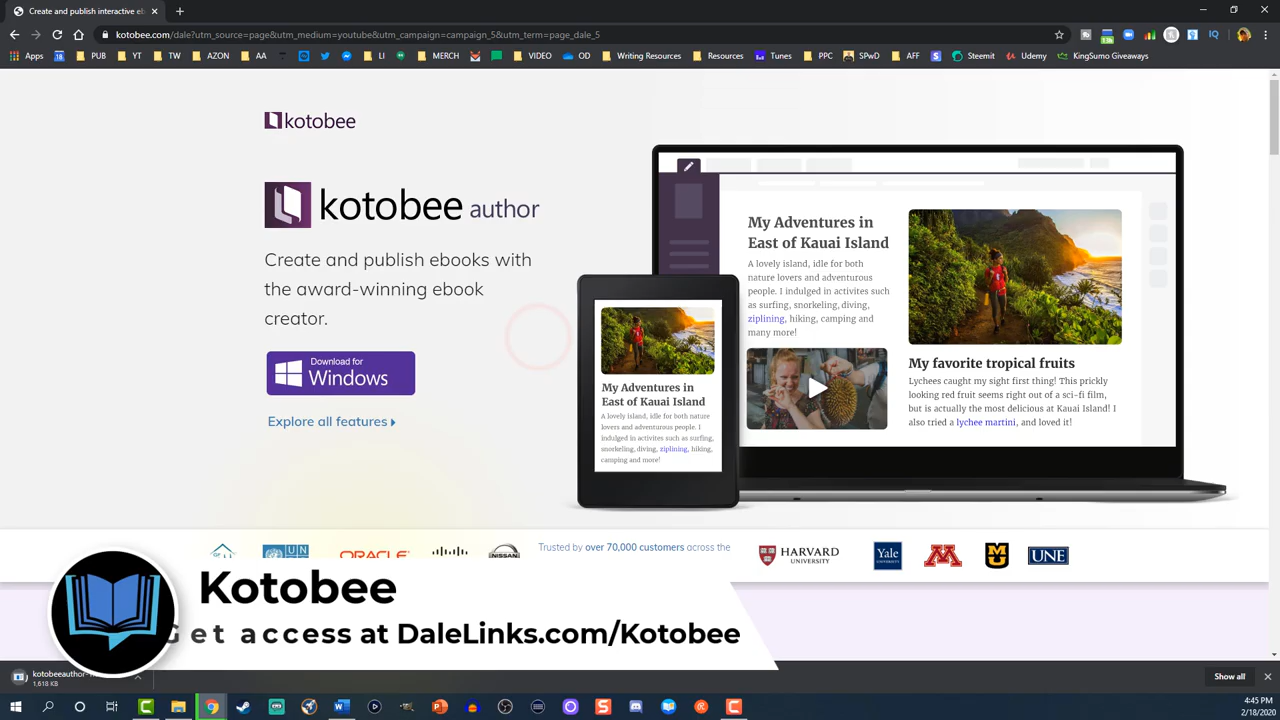 Create and publish interactive e
kotobee.com/dale?utm_source=page&utm_medium=youtube&utm_campaign=campaign_5&utm_term=page_dale_5
Apps PUB YT TW AZON AA LI MERCH VIDEO OD Writing Resources Resources Tunes PPC SPwD AFF Steemit Udemy KingSumo Giveaways
kotobee
kotobee author
Create and publish ebooks with
the award-winning ebook
creator.
Download for
Windows
Explore all features
My Adventures in
East of Kauai Island
A lovely island, idle for both
nature lovers and adventurous
people. I indulged in activites such
as surfing, snorkeling, diving,
ziplining, hiking, camping and
many more!
My favorite tropical fruits
Lychees caught my sight first thing! This prickly
looking red fruit seems right out of a sci-fi film,
but is actually the most delicious at Kauai Island! I
also tried a lychee martini, and loved it!
My Adventures in
East of Kauai Island
A lovely island, idle for both nature
lovers and adventurous people. I
indulged in activites such as surfing,
snorkeling, diving, ziplining, hiking,
camping and more!
UN
ORACLE
NISSAN
Trusted by over 70,000 customers across the
HARVARD
UNIVERSITY
Yale
UNIVERSITY
M
MU
UNE
Kotobee
Get access at DaleLinks.com/Kotobee
1,618 KB
Show all
4:45 PM
2/18/2020